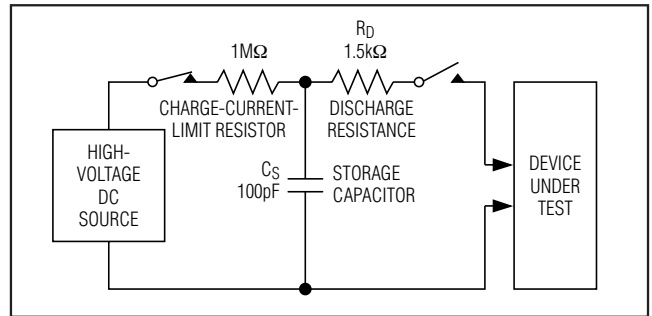 1MΩ
CHARGE-CURRENT-
LIMIT RESISTOR
RD
1.5kΩ
DISCHARGE
RESISTANCE
HIGH-
VOLTAGE
DC
SOURCE
CS
100pF
STORAGE
CAPACITOR
DEVICE
UNDER
TEST